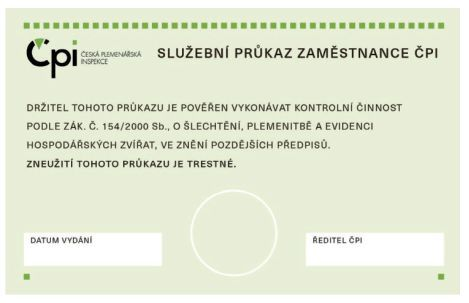 čpi ČESKÁ PLEMENÁŘSKÁ
INSPEKCE
SLUŽEBNÍ PRŮKAZ ZAMĚSTNANCE ČPI
DRŽITEL TOHOTO PRŮKAZU JE POVĚŘEN VYKONÁVAT KONTROLNÍ ČINNOST
PODLE ZÁK. Č. 154/2000 Sb., O ŠLECHTĚNÍ, PLEMENITBĚ A EVIDENCI
HOSPODÁŘSKÝCH ZVÍŘAT, VE ZNĚNÍ POZDĚJŠÍCH PŘEDPISŮ.
ZNEUŽITÍ TOHOTO PRŮKAZU JE TRESTNÉ.
DATUM VYDÁNÍ
ŘEDITEL ČPI